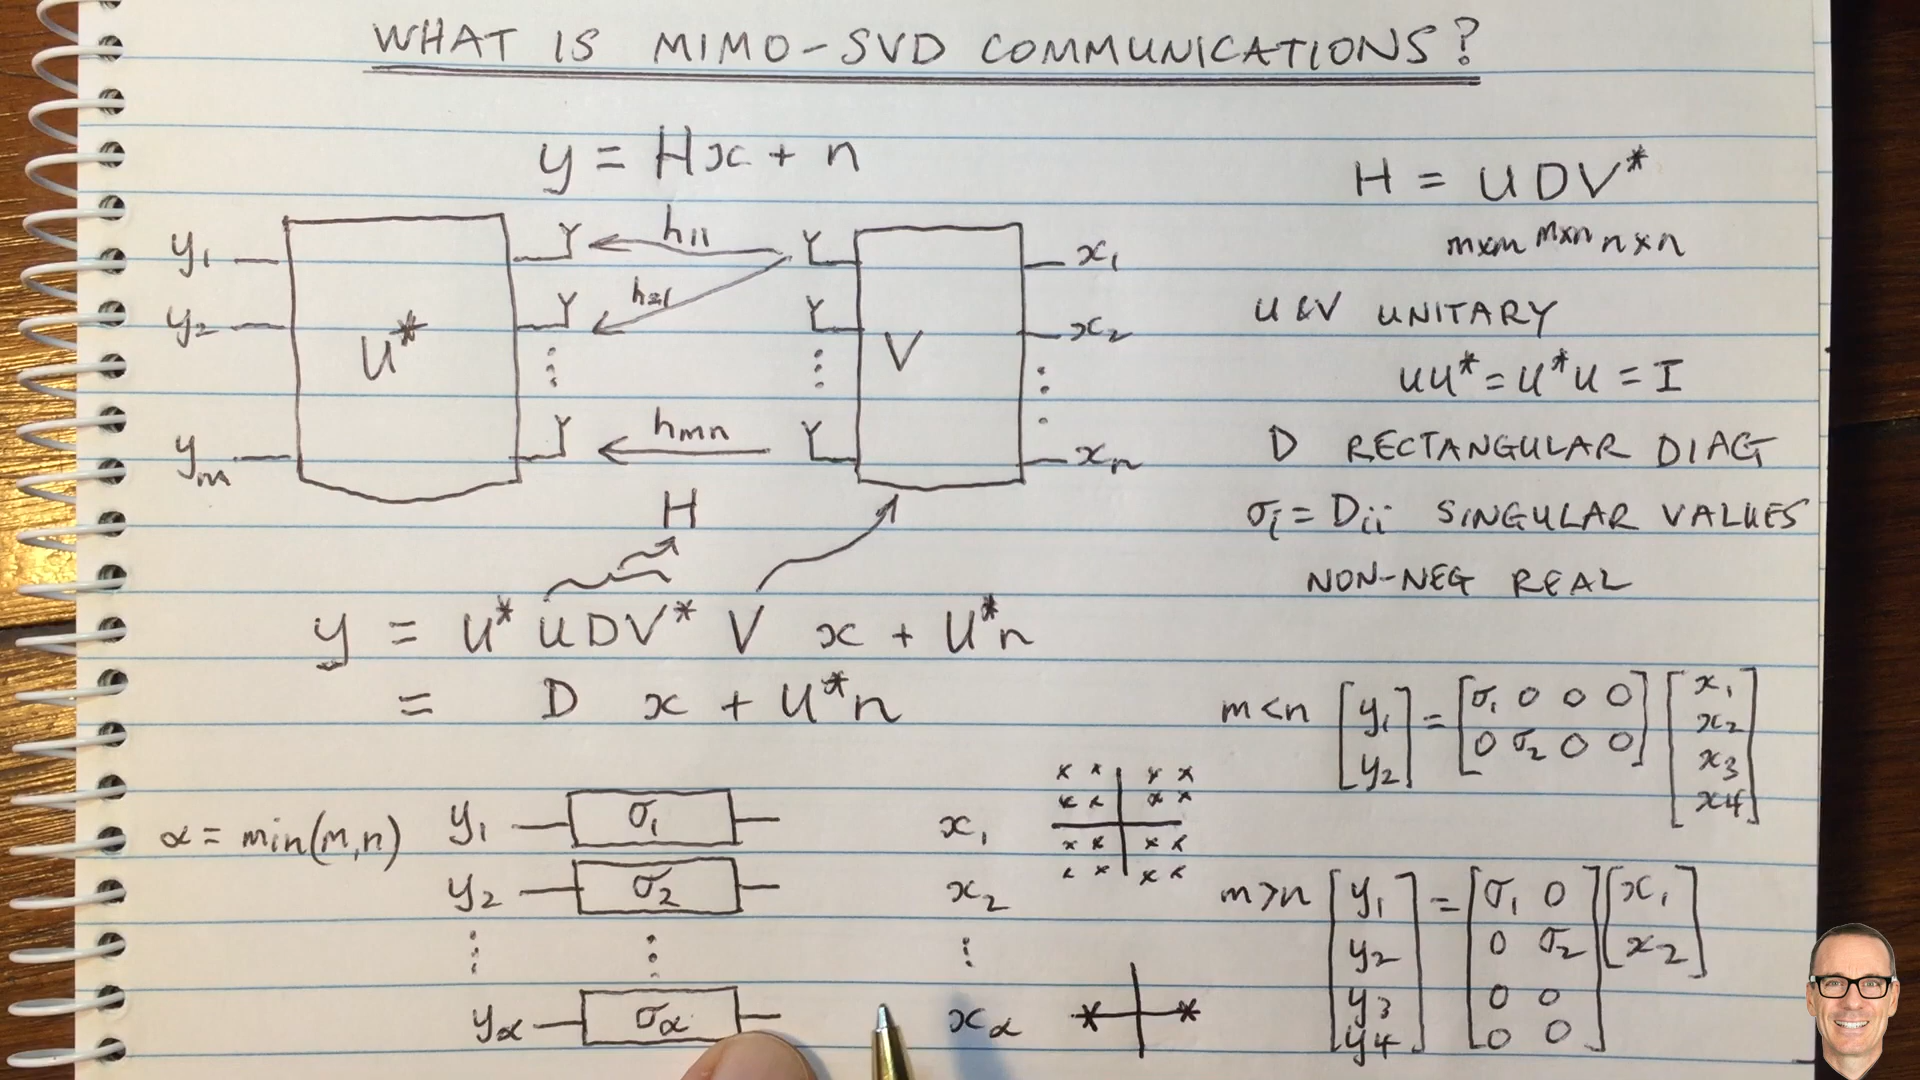 WHAT IS MIMO-SVD COMMUNICATIONS?
y = Hx + n
y1
y2
⋮
ym
U*
h11
h21
hmn
H
V
x1
x2
⋮
xn
y = U* UDV* V x + U*n
= D x + U*n
α = min(m,n)
y1 σ1 x1
y2 σ2 x2
⋮ ⋮ ⋮
yα σα xα
H = UDV*
m×m m×n n×n
U & V UNITARY
UU* = U*U = I
D RECTANGULAR DIAG
σi = Dii SINGULAR VALUES
NON-NEG REAL
m<n [y1 y2] = [σ1 0 0 0; 0 σ2 0 0] [x1 x2 x3 x4]
m>n [y1 y2 y3 y4] = [σ1 0; 0 σ2; 0 0; 0 0] [x1 x2]